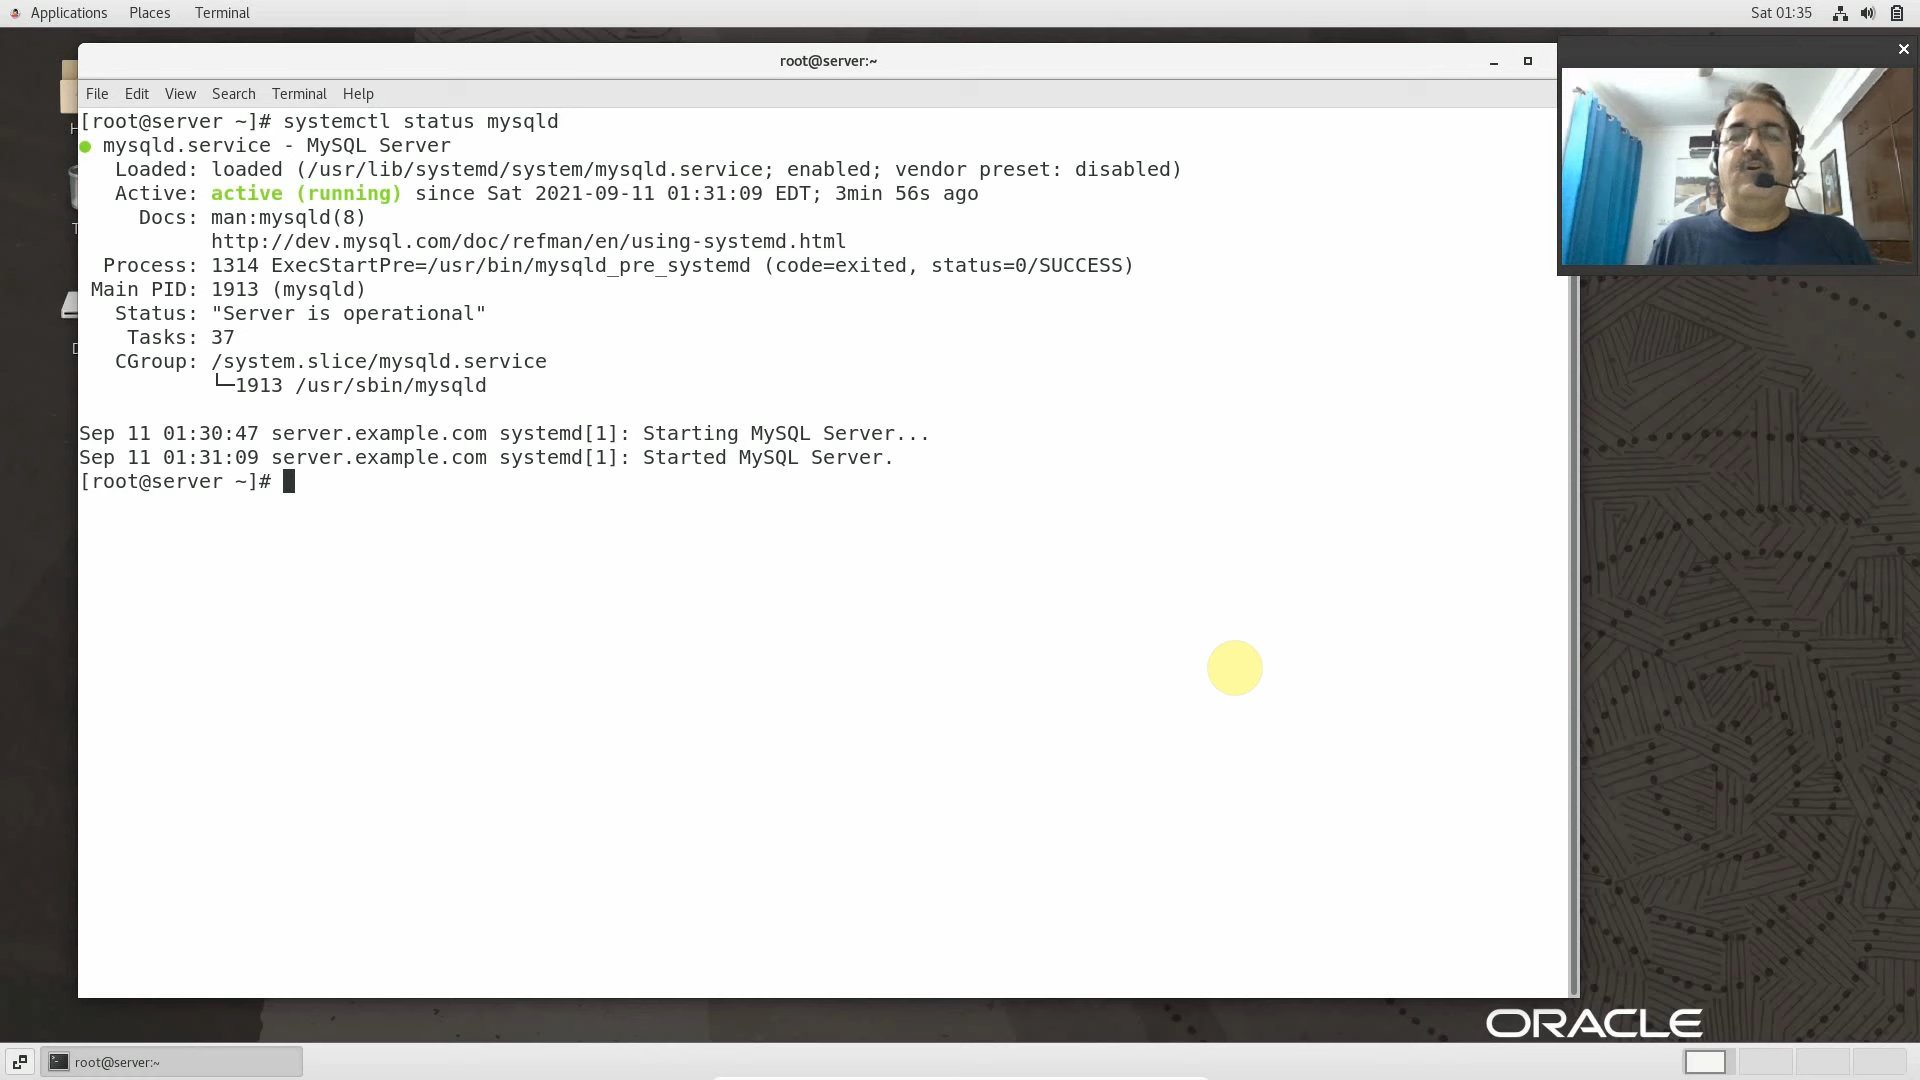 Applications Places Terminal Sat 01:35
root@server:~
File Edit View Search Terminal Help
[root@server ~]# systemctl status mysqld
● mysqld.service - MySQL Server
Loaded: loaded (/usr/lib/systemd/system/mysqld.service; enabled; vendor preset: disabled)
Active: active (running) since Sat 2021-09-11 01:31:09 EDT; 3min 56s ago
Docs: man:mysqld(8)
http://dev.mysql.com/doc/refman/en/using-systemd.html
Process: 1314 ExecStartPre=/usr/bin/mysqld_pre_systemd (code=exited, status=0/SUCCESS)
Main PID: 1913 (mysqld)
Status: "Server is operational"
Tasks: 37
CGroup: /system.slice/mysqld.service
└─1913 /usr/sbin/mysqld
Sep 11 01:30:47 server.example.com systemd[1]: Starting MySQL Server...
Sep 11 01:31:09 server.example.com systemd[1]: Started MySQL Server.
[root@server ~]#
ORACLE
root@server:~